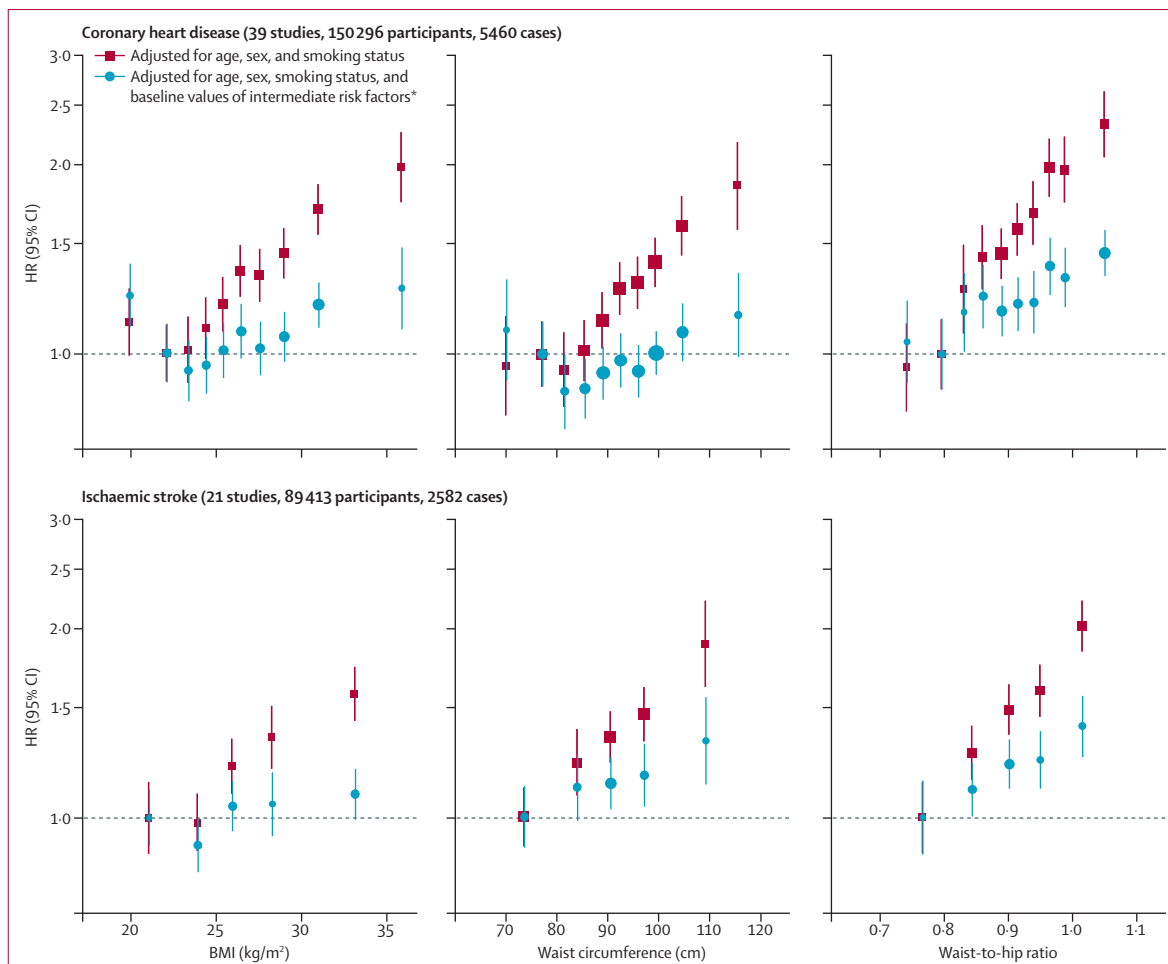 Coronary heart disease (39 studies, 150 296 participants, 5460 cases)
Adjusted for age, sex, and smoking status
Adjusted for age, sex, smoking status, and
baseline values of intermediate risk factors*
3·0
2·5
2·0
1·5
1·0
HR (95% CI)
Ischaemic stroke (21 studies, 89 413 participants, 2582 cases)
3·0
2·5
2·0
1·5
1·0
HR (95% CI)
20 25 30 35
BMI (kg/m²)
70 80 90 100 110 120
Waist circumference (cm)
0·7 0·8 0·9 1·0 1·1
Waist-to-hip ratio